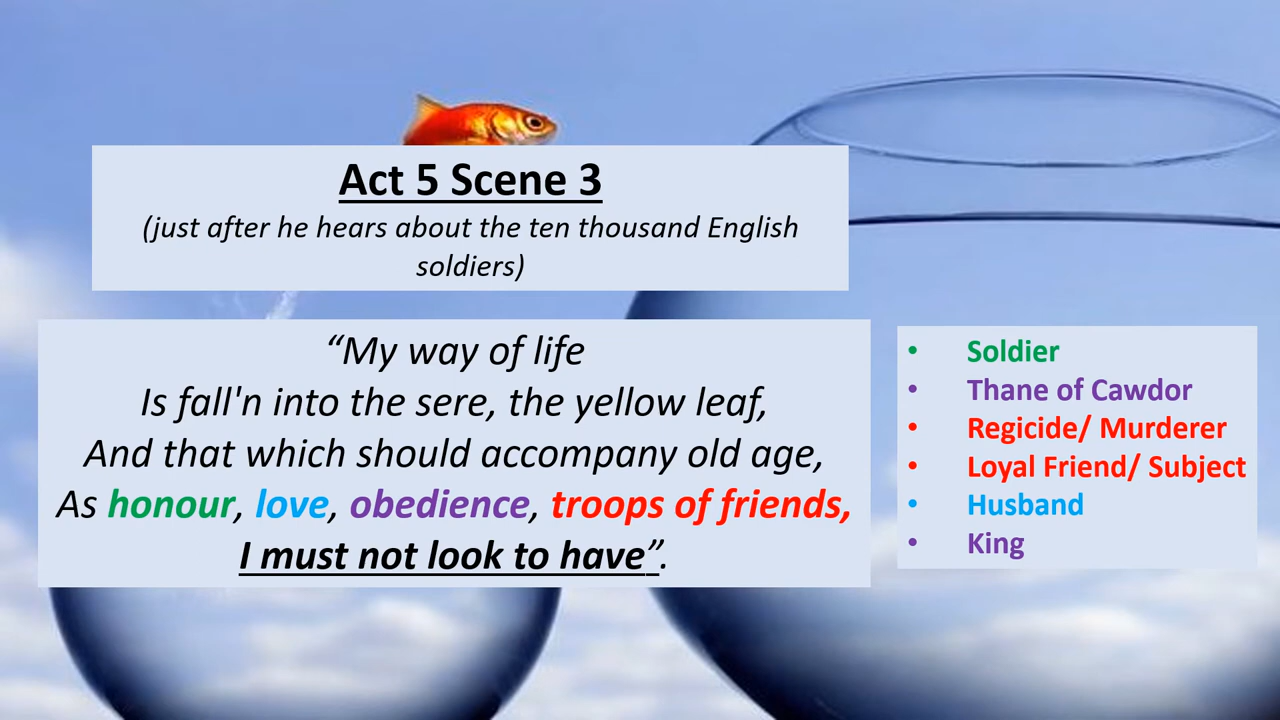 Act 5 Scene 3
(just after he hears about the ten thousand English
soldiers)
“My way of life
Is fall'n into the sere, the yellow leaf,
And that which should accompany old age,
As honour, love, obedience, troops of friends,
I must not look to have”.
• Soldier
• Thane of Cawdor
• Regicide/ Murderer
• Loyal Friend/ Subject
• Husband
• King